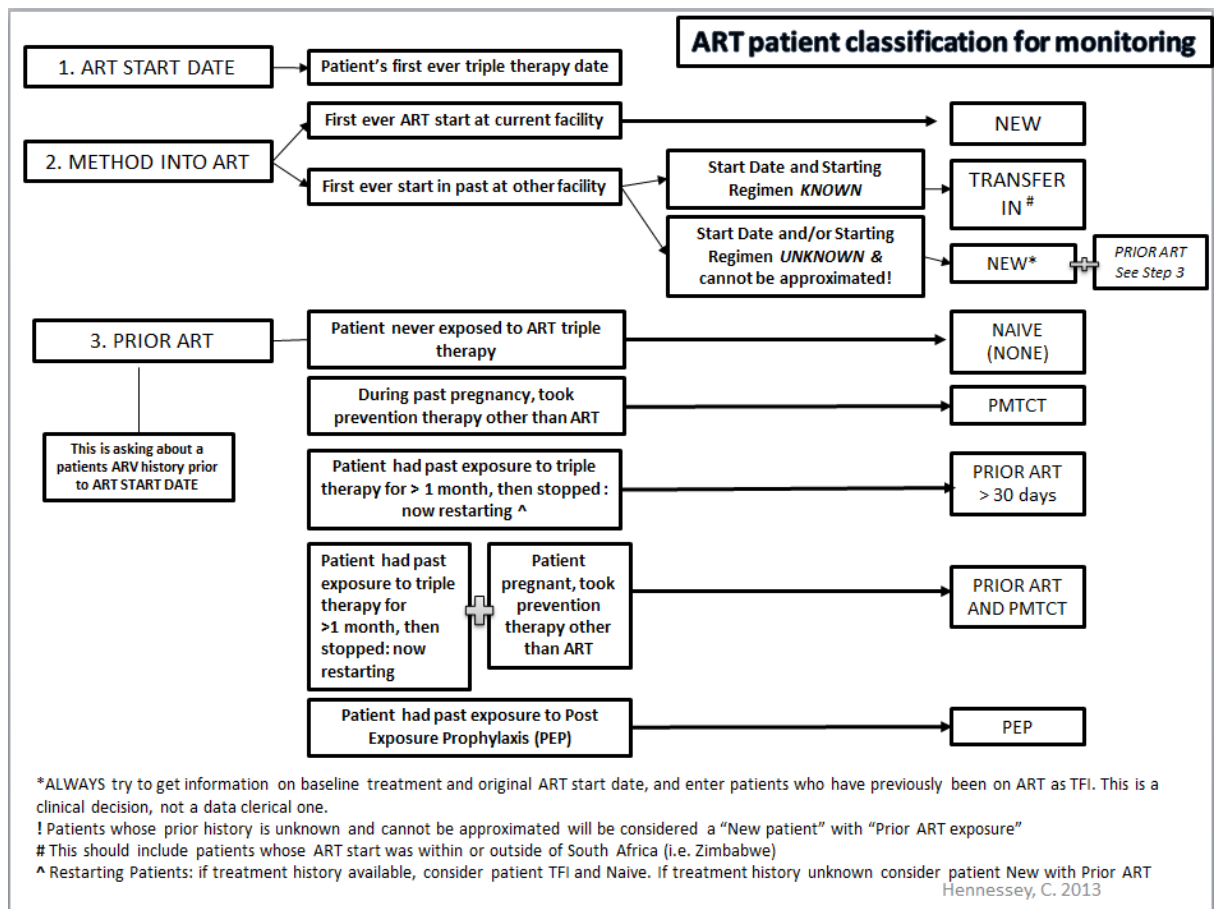 ART patient classification for monitoring
1. ART START DATE
Patient's first ever triple therapy date
2. METHOD INTO ART
First ever ART start at current facility
NEW
First ever start in past at other facility
Start Date and Starting
Regimen KNOWN
TRANSFER
IN #
Start Date and/or Starting
Regimen UNKNOWN &
cannot be approximated!
NEW*
PRIOR ART
See Step 3
3. PRIOR ART
This is asking about a
patients ARV history prior
to ART START DATE
Patient never exposed to ART triple
therapy
NAIVE
(NONE)
During past pregnancy, took
prevention therapy other than ART
PMTCT
Patient had past exposure to triple
therapy for > 1 month, then stopped :
now restarting ^
PRIOR ART
> 30 days
Patient had past
exposure to triple
therapy for
>1 month, then
stopped: now
restarting
Patient
pregnant, took
prevention
therapy other
than ART
PRIOR ART
AND PMTCT
Patient had past exposure to Post
Exposure Prophylaxis (PEP)
PEP
*ALWAYS try to get information on baseline treatment and original ART start date, and enter patients who have previously been on ART as TFI. This is a
clinical decision, not a data clerical one.
! Patients whose prior history is unknown and cannot be approximated will be considered a “New patient” with “Prior ART exposure”
# This should include patients whose ART start was within or outside of South Africa (i.e. Zimbabwe)
^ Restarting Patients: if treatment history available, consider patient TFI and Naive. If treatment history unknown consider patient New with Prior ART
Hennessey, C. 2013